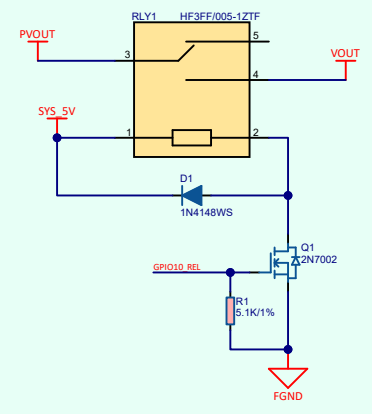 RLY1 HF3FF/005-1ZTF
PVOUT
5
3
VOUT
4
SYS_5V
1
2
D1
1N4148WS
Q1
2N7002
GPIO10_REL
R1
5.1K/1%
FGND